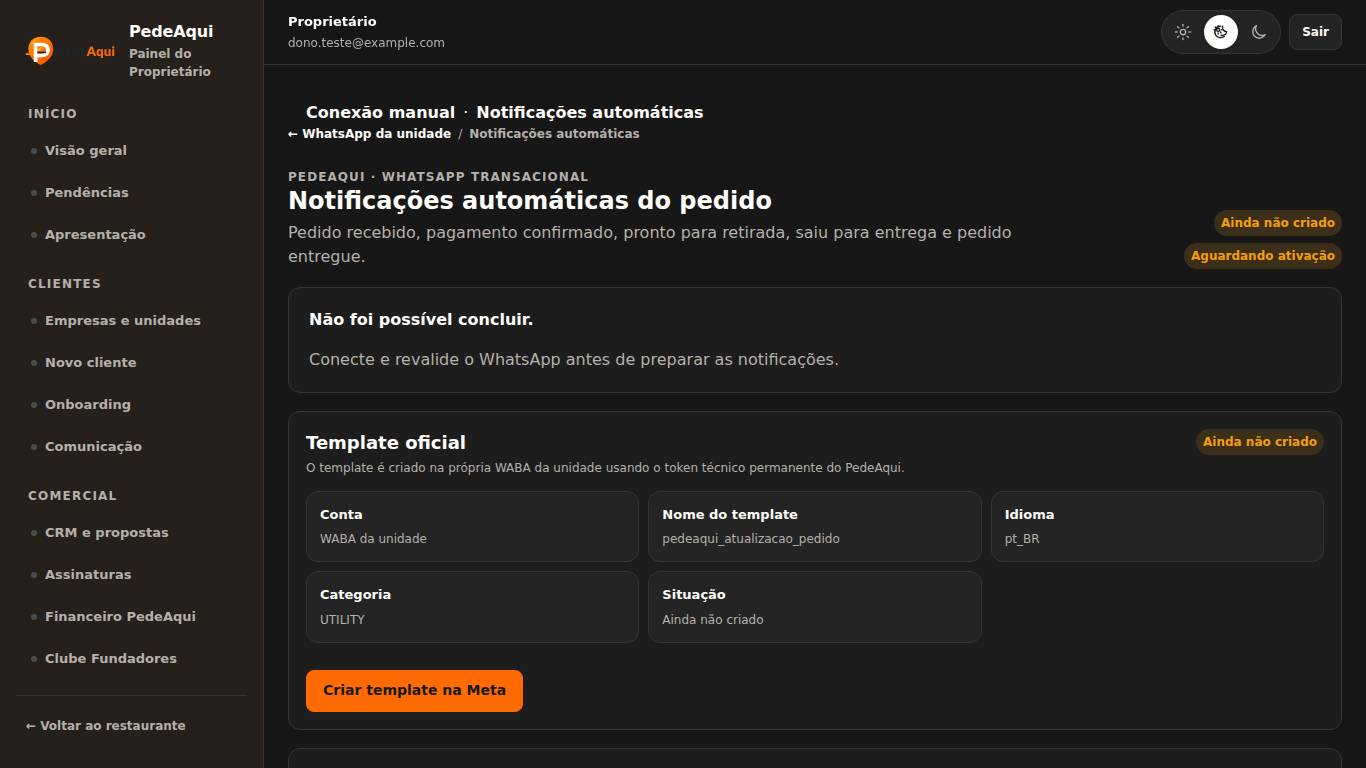 Aqui
PedeAqui
Painel do
Proprietário
INÍCIO
Visão geral
Pendências
Apresentação
CLIENTES
Empresas e unidades
Novo cliente
Onboarding
Comunicação
COMERCIAL
CRM e propostas
Assinaturas
Financeiro PedeAqui
Clube Fundadores
← Voltar ao restaurante
Proprietário
dono.teste@example.com
Sair
Conexão manual · Notificações automáticas
← WhatsApp da unidade / Notificações automáticas
PEDEAQUI · WHATSAPP TRANSACIONAL
Notificações automáticas do pedido
Pedido recebido, pagamento confirmado, pronto para retirada, saiu para entrega e pedido
entregue.
Ainda não criado
Aguardando ativação
Não foi possível concluir.
Conecte e revalide o WhatsApp antes de preparar as notificações.
Template oficial
Ainda não criado
O template é criado na própria WABA da unidade usando o token técnico permanente do PedeAqui.
Conta
WABA da unidade
Nome do template
pedeaqui_atualizacao_pedido
Idioma
pt_BR
Categoria
UTILITY
Situação
Ainda não criado
Criar template na Meta